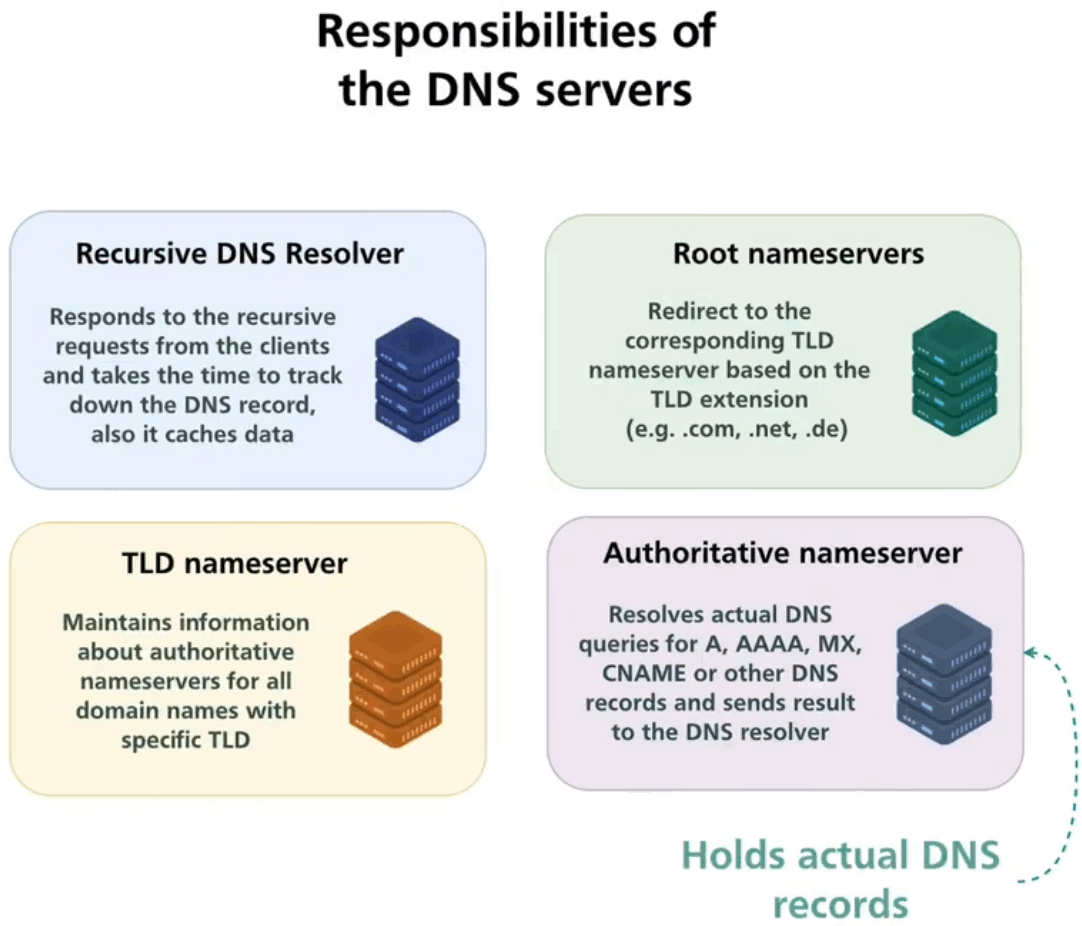 Responsibilities of
the DNS servers
Recursive DNS Resolver
Responds to the recursive
requests from the clients
and takes the time to track
down the DNS record,
also it caches data
Root nameservers
Redirect to the
corresponding TLD
nameserver based on the
TLD extension
(e.g. .com, .net, .de)
TLD nameserver
Maintains information
about authoritative
nameservers for all
domain names with
specific TLD
Authoritative nameserver
Resolves actual DNS
queries for A, AAAA, MX,
CNAME or other DNS
records and sends result
to the DNS resolver
Holds actual DNS
records